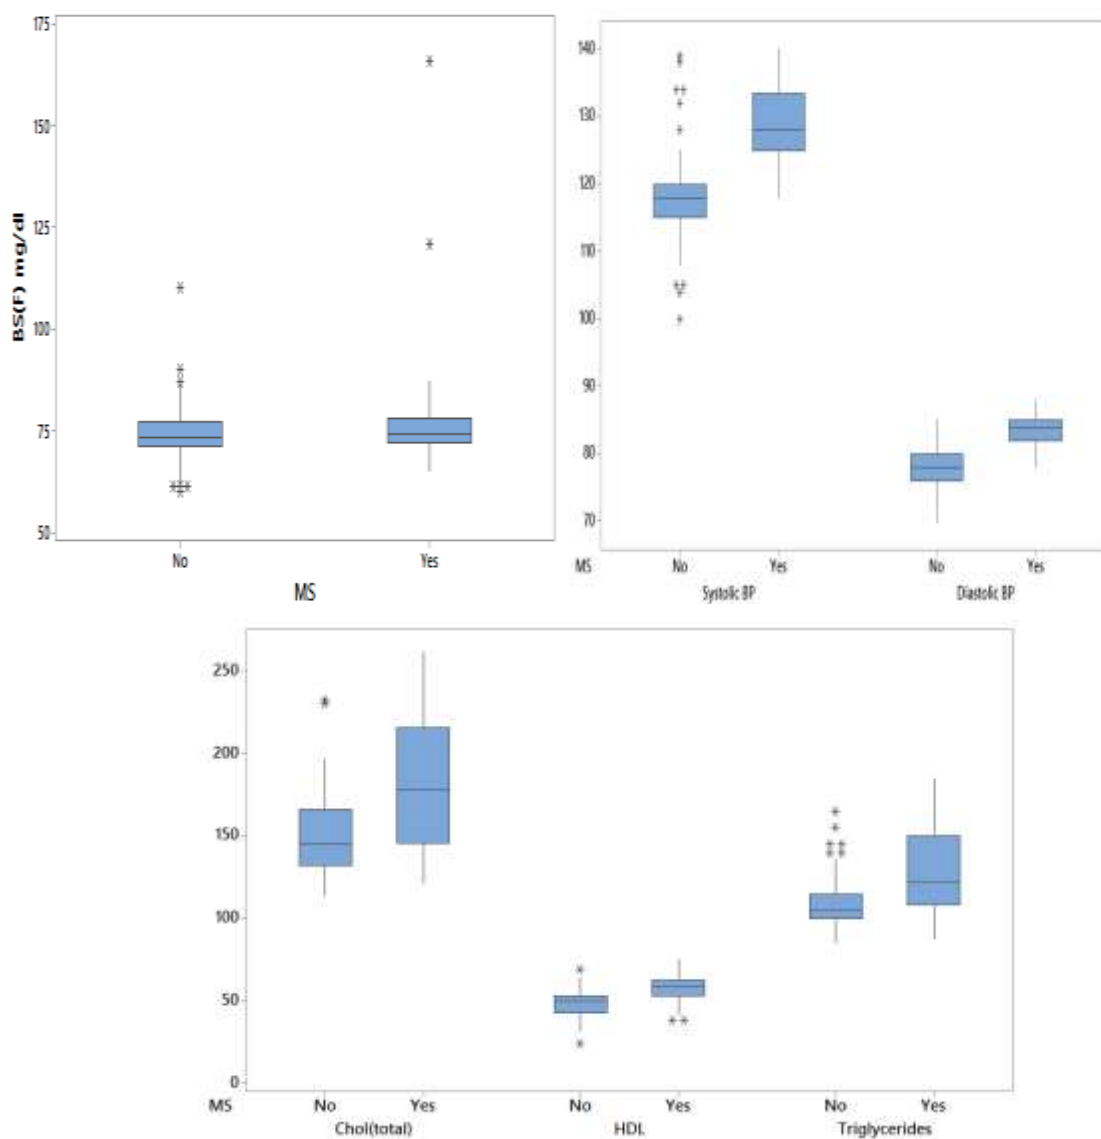 175
150
125
100
75
50
BS(F) mg/dl
No Yes
MS
140
130
120
110
100
90
80
70
MS No Yes No Yes
Systolic BP Diastolic BP
250
200
150
100
50
0
MS No Yes No Yes No Yes
Chol(total) HDL Triglycerides